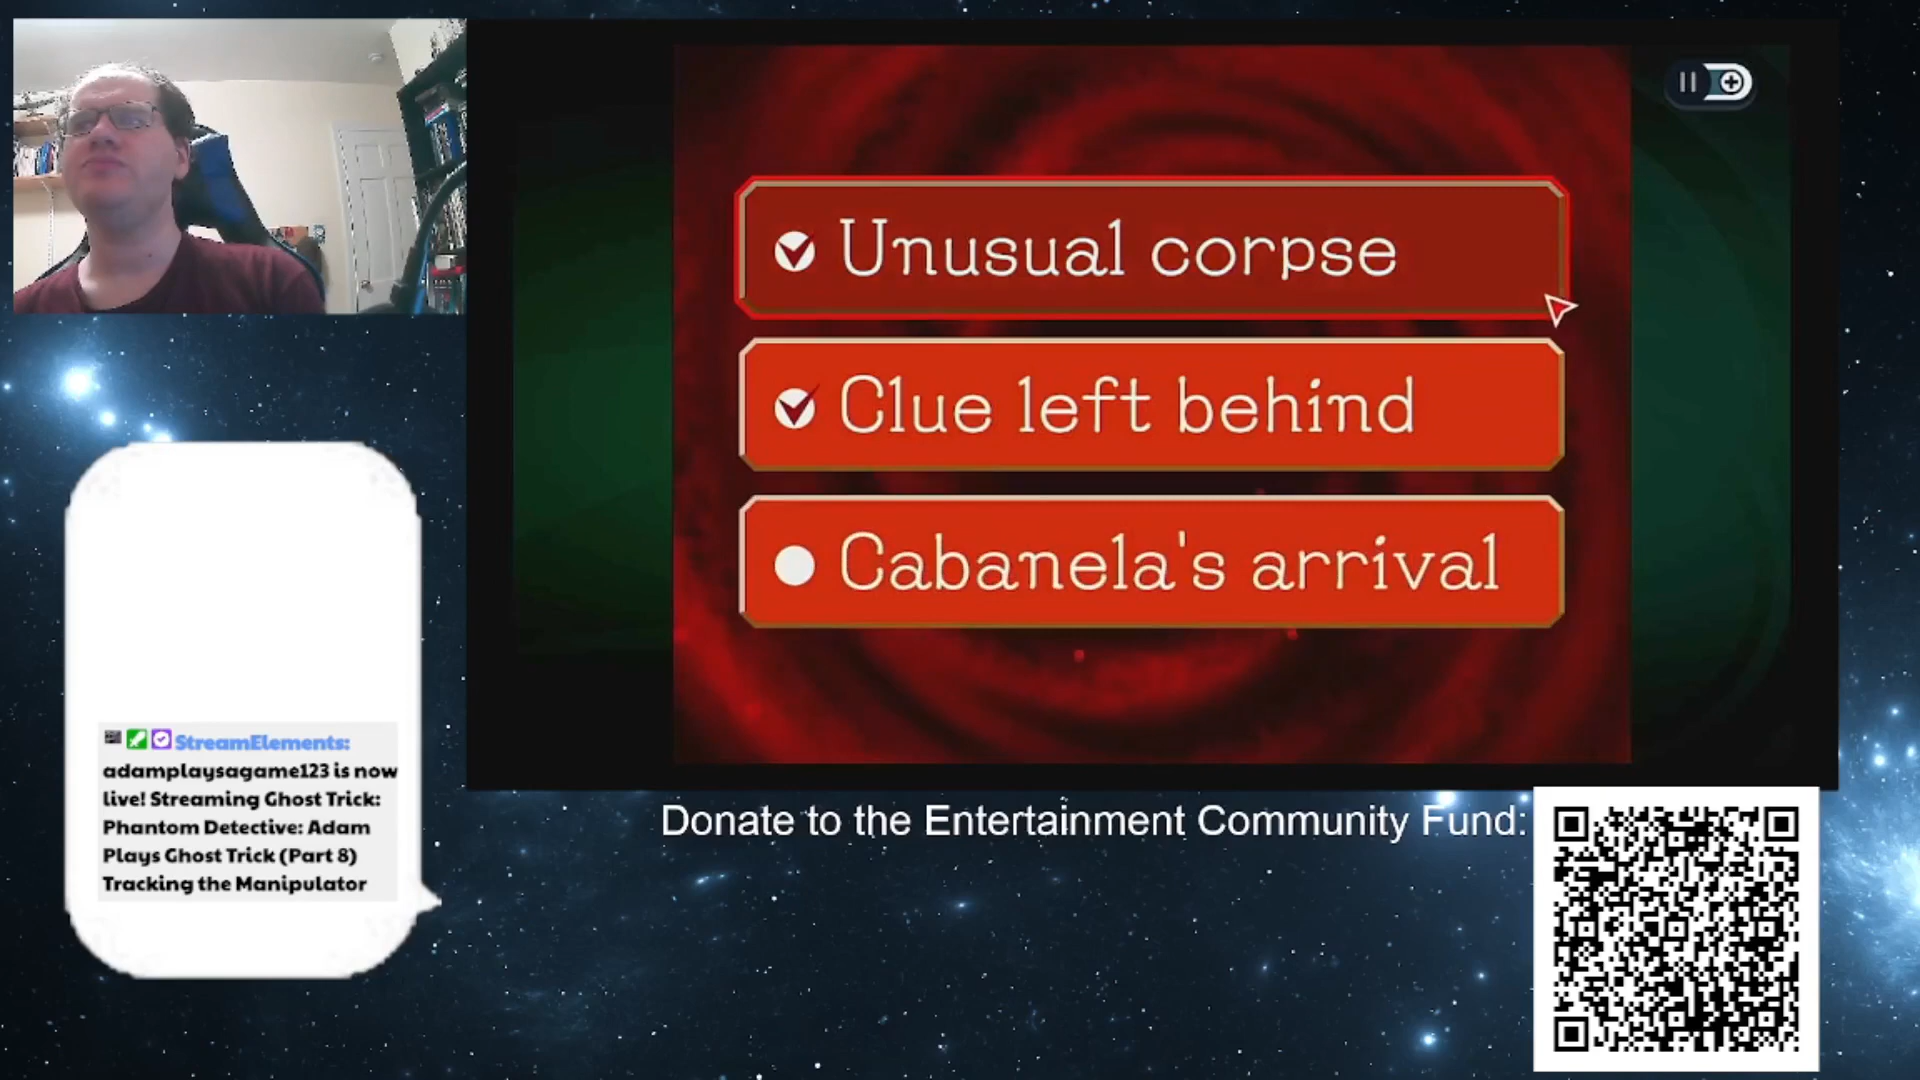 Unusual corpse
Clue left behind
Cabanela's arrival
StreamElements:
adamplaysagame123 is now
live! Streaming Ghost Trick:
Phantom Detective: Adam
Plays Ghost Trick (Part 8)
Tracking the Manipulator
Donate to the Entertainment Community Fund: